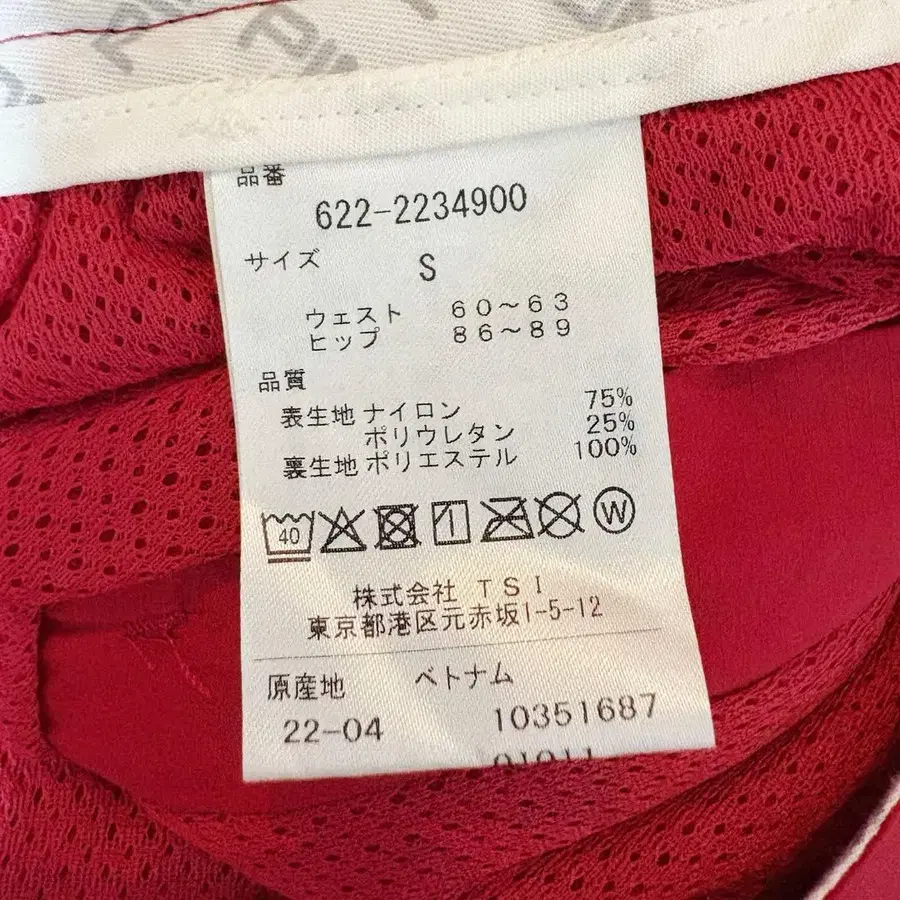 品番
622-2234900
サイズ S
ウェスト 60～63
ヒップ 86～89
品質
表生地 ナイロン 75%
ポリウレタン 25%
裏生地 ポリエステル 100%
40
W
株式会社 TSI
東京都港区元赤坂1-5-12
原産地 ベトナム
22-04 10351687